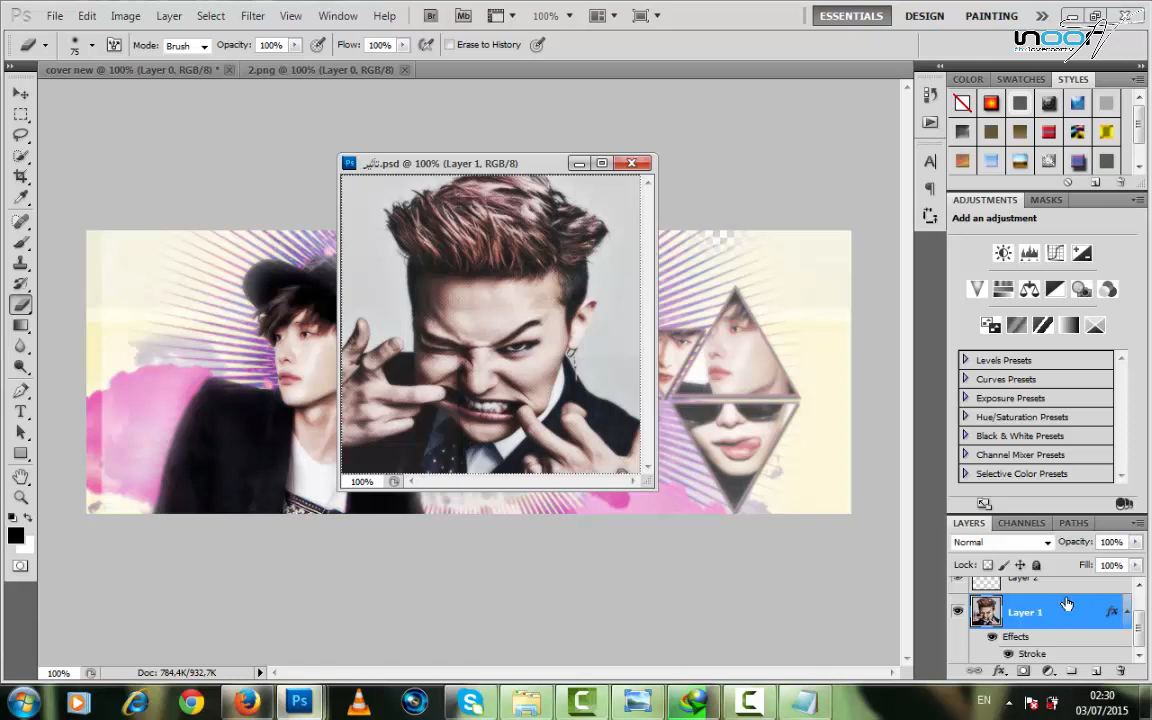 Ps File Edit Image Layer Select Filter View Window Help Br Mb 100% ESSENTIALS DESIGN PAINTING
75 Mode: Brush Opacity: 100% Flow: 100% Erase to History
inoor
cover new @ 100% (Layer 0, RGB/8) * 2.png @ 100% (Layer 0, RGB/8)
COLOR SWATCHES STYLES
Ps تأثير.psd @ 100% (Layer 1, RGB/8)
100%
ADJUSTMENTS MASKS
Add an adjustment
Levels Presets
Curves Presets
Exposure Presets
Hue/Saturation Presets
Black & White Presets
Channel Mixer Presets
Selective Color Presets
LAYERS CHANNELS PATHS
Normal Opacity: 100%
Lock: Fill: 100%
Layer 2
Layer 1 fx
Effects
Stroke
100% Doc: 784,4K/932,7K
EN 02:30
03/07/2015